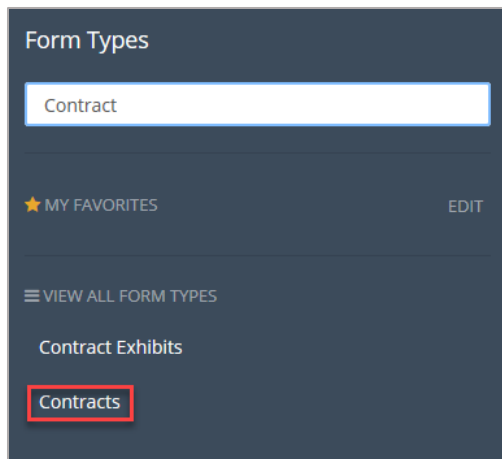 Form Types
Contract
MY FAVORITES EDIT
VIEW ALL FORM TYPES
Contract Exhibits
Contracts